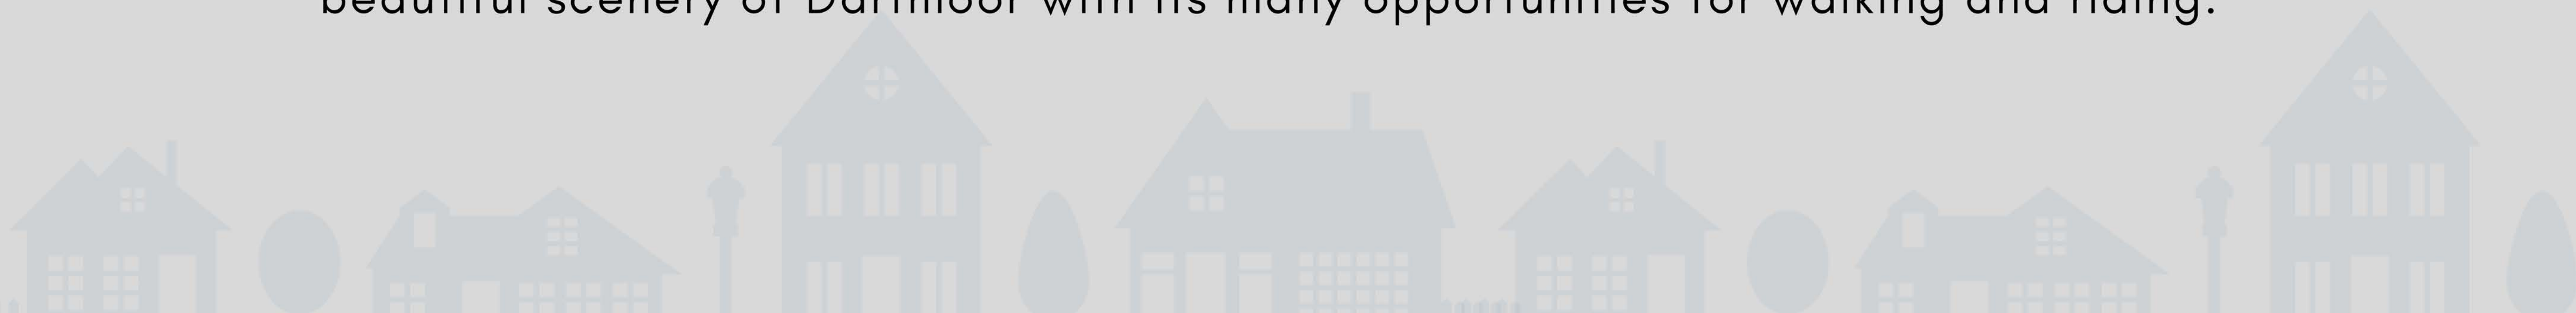 beautiful scenery of Dartmoor with its many opportunities for walking and riding.